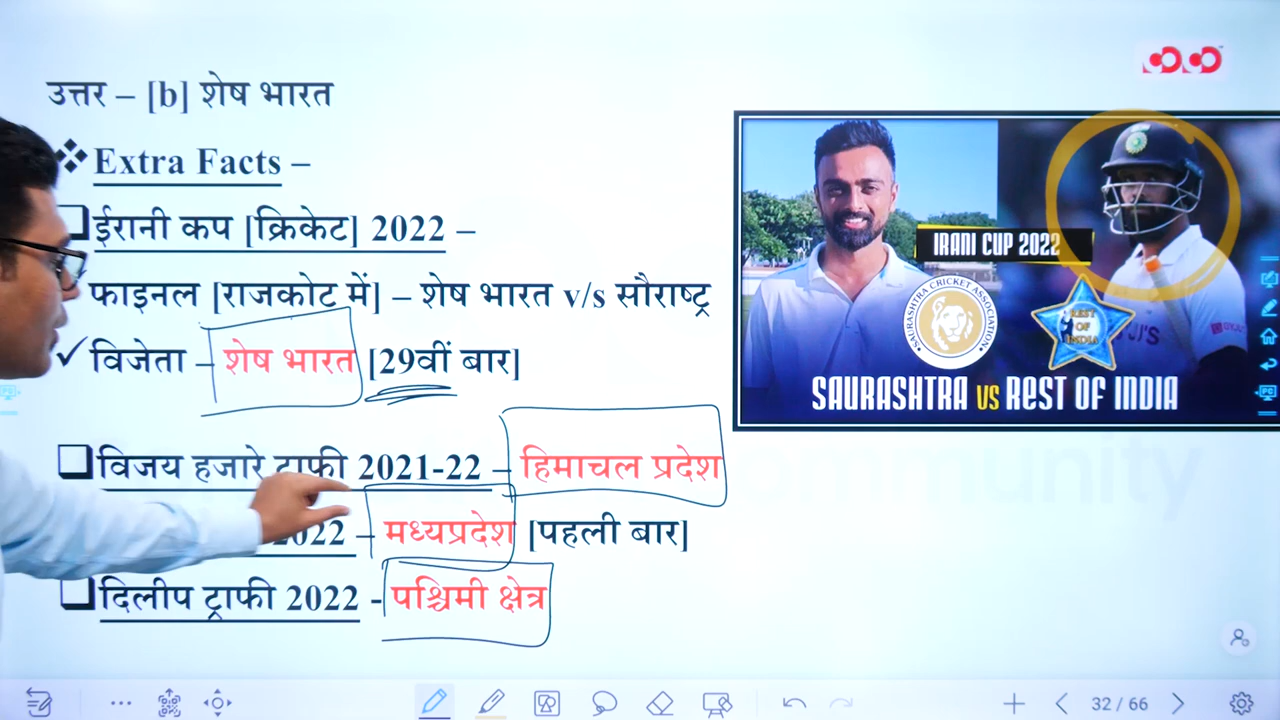 उत्तर – [b] शेष भारत
Extra Facts –
ईरानी कप [क्रिकेट] 2022 –
फाइनल [राजकोट में] – शेष भारत v/s सौराष्ट्र
विजेता – शेष भारत [29वीं बार]
विजय हजारे ट्राफी 2021-22 – हिमाचल प्रदेश
2022 – मध्यप्रदेश [पहली बार]
दिलीप ट्राफी 2022 - पश्चिमी क्षेत्र
IRANI CUP 2022
SAURASHTRA CRICKET ASSOCIATION
REST OF INDIA
SAURASHTRA VS REST OF INDIA
mmunity
32 / 66